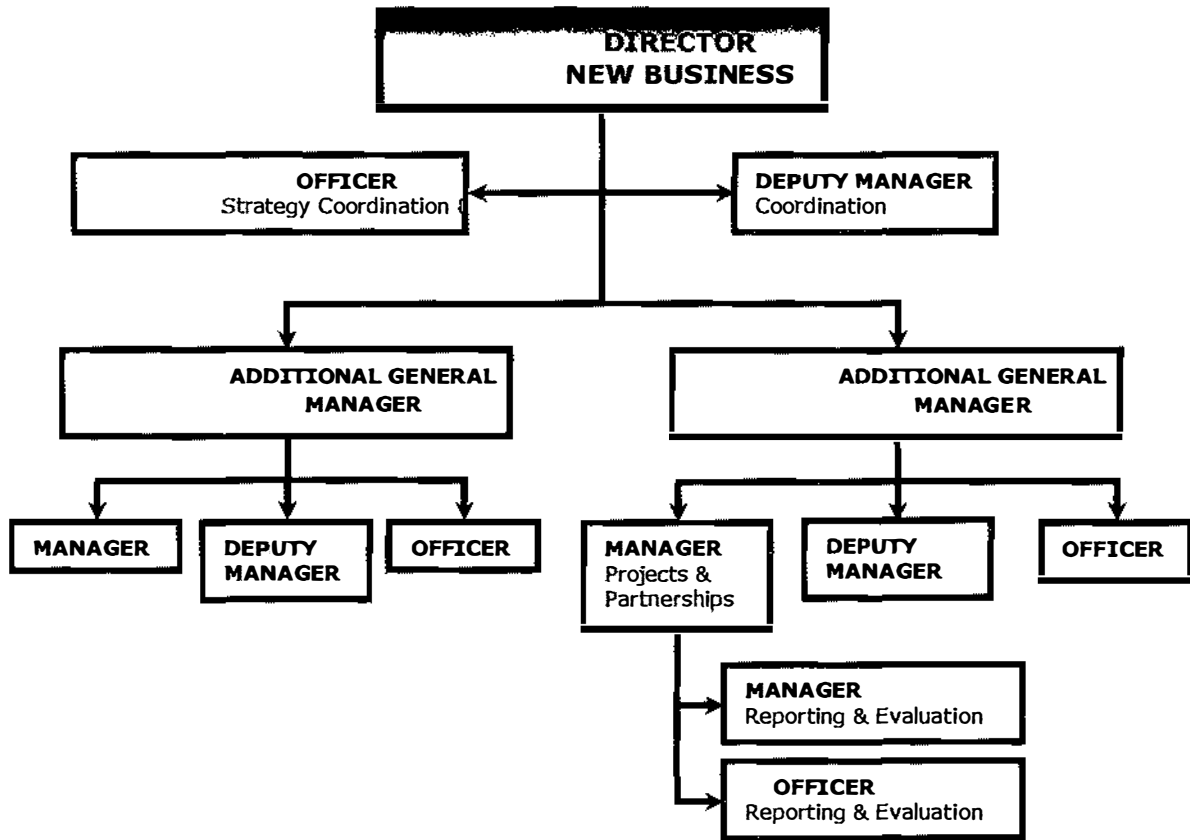 DIRECTOR
NEW BUSINESS
OFFICER
Strategy Coordination
DEPUTY MANAGER
Coordination
ADDITIONAL GENERAL
MANAGER
ADDITIONAL GENERAL
MANAGER
MANAGER
DEPUTY
MANAGER
OFFICER
MANAGER
Projects &
Partnerships
DEPUTY
MANAGER
OFFICER
MANAGER
Reporting & Evaluation
OFFICER
Reporting & Evaluation